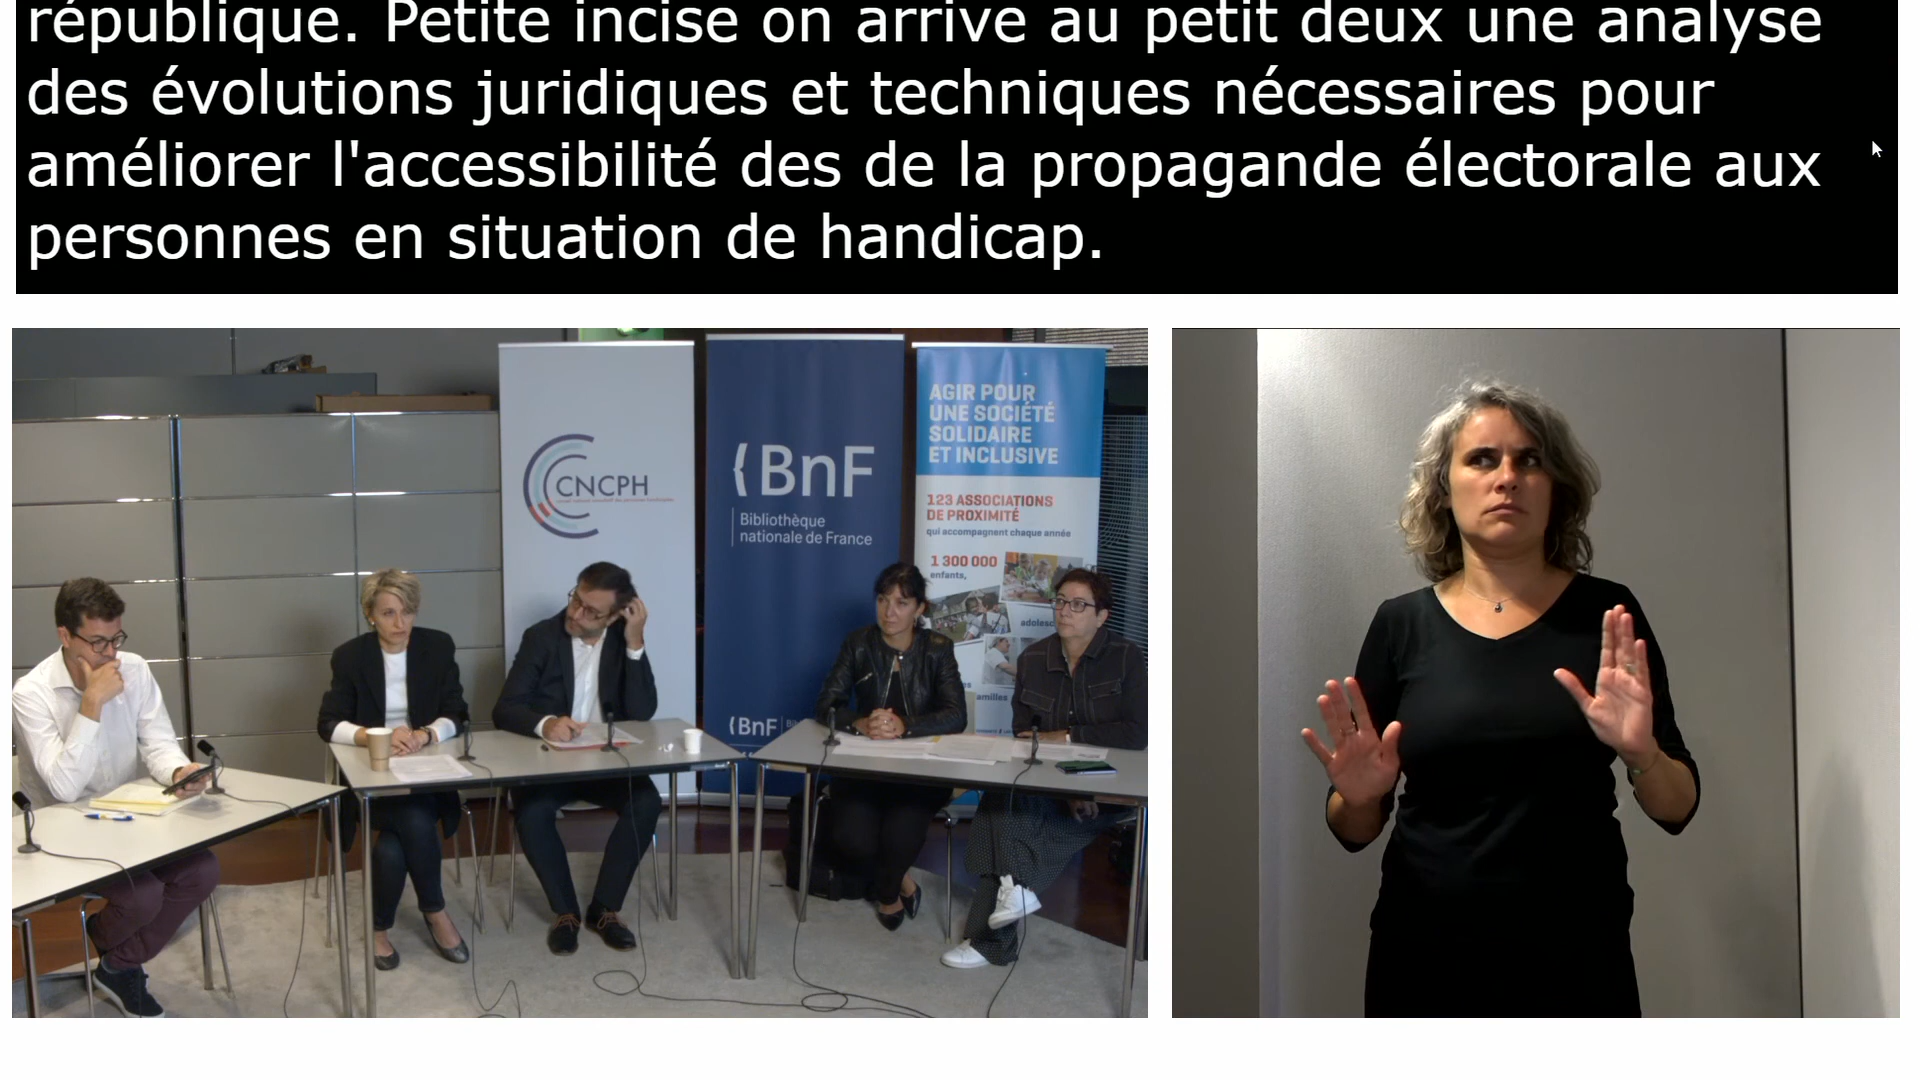 république. Petite incise on arrive au petit deux une analyse
des évolutions juridiques et techniques nécessaires pour
améliorer l'accessibilité des de la propagande électorale aux
personnes en situation de handicap.
CNCPH
BnF
Bibliothèque
nationale de France
BnF
AGIR POUR
UNE SOCIÉTÉ
SOLIDAIRE
ET INCLUSIVE
123 ASSOCIATIONS
DE PROXIMITÉ
qui accompagnent chaque année
1 300 000
enfants,